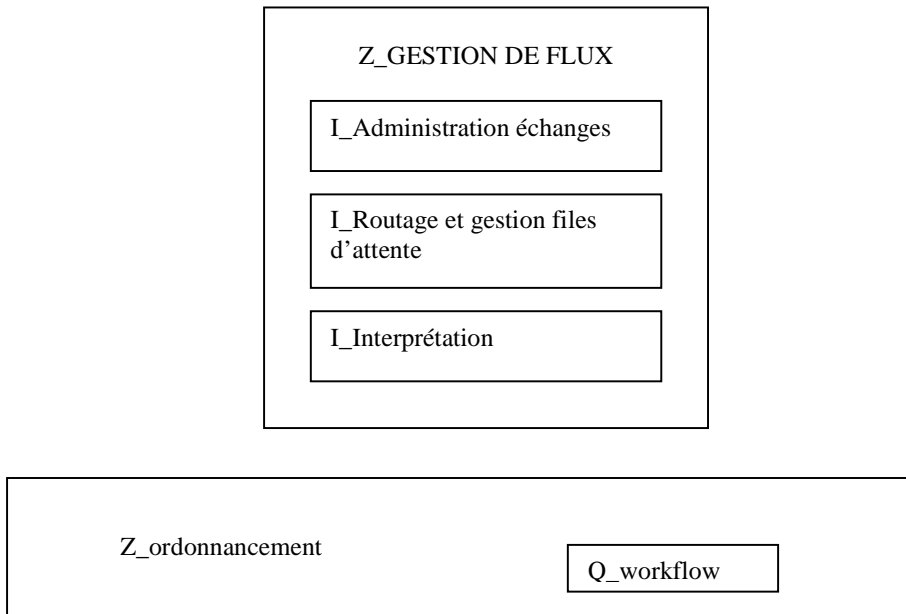 Z_GESTION DE FLUX
I_Administration échanges
I_Routage et gestion files
d’attente
I_Interprétation
Z_ordonnancement
Q_workflow